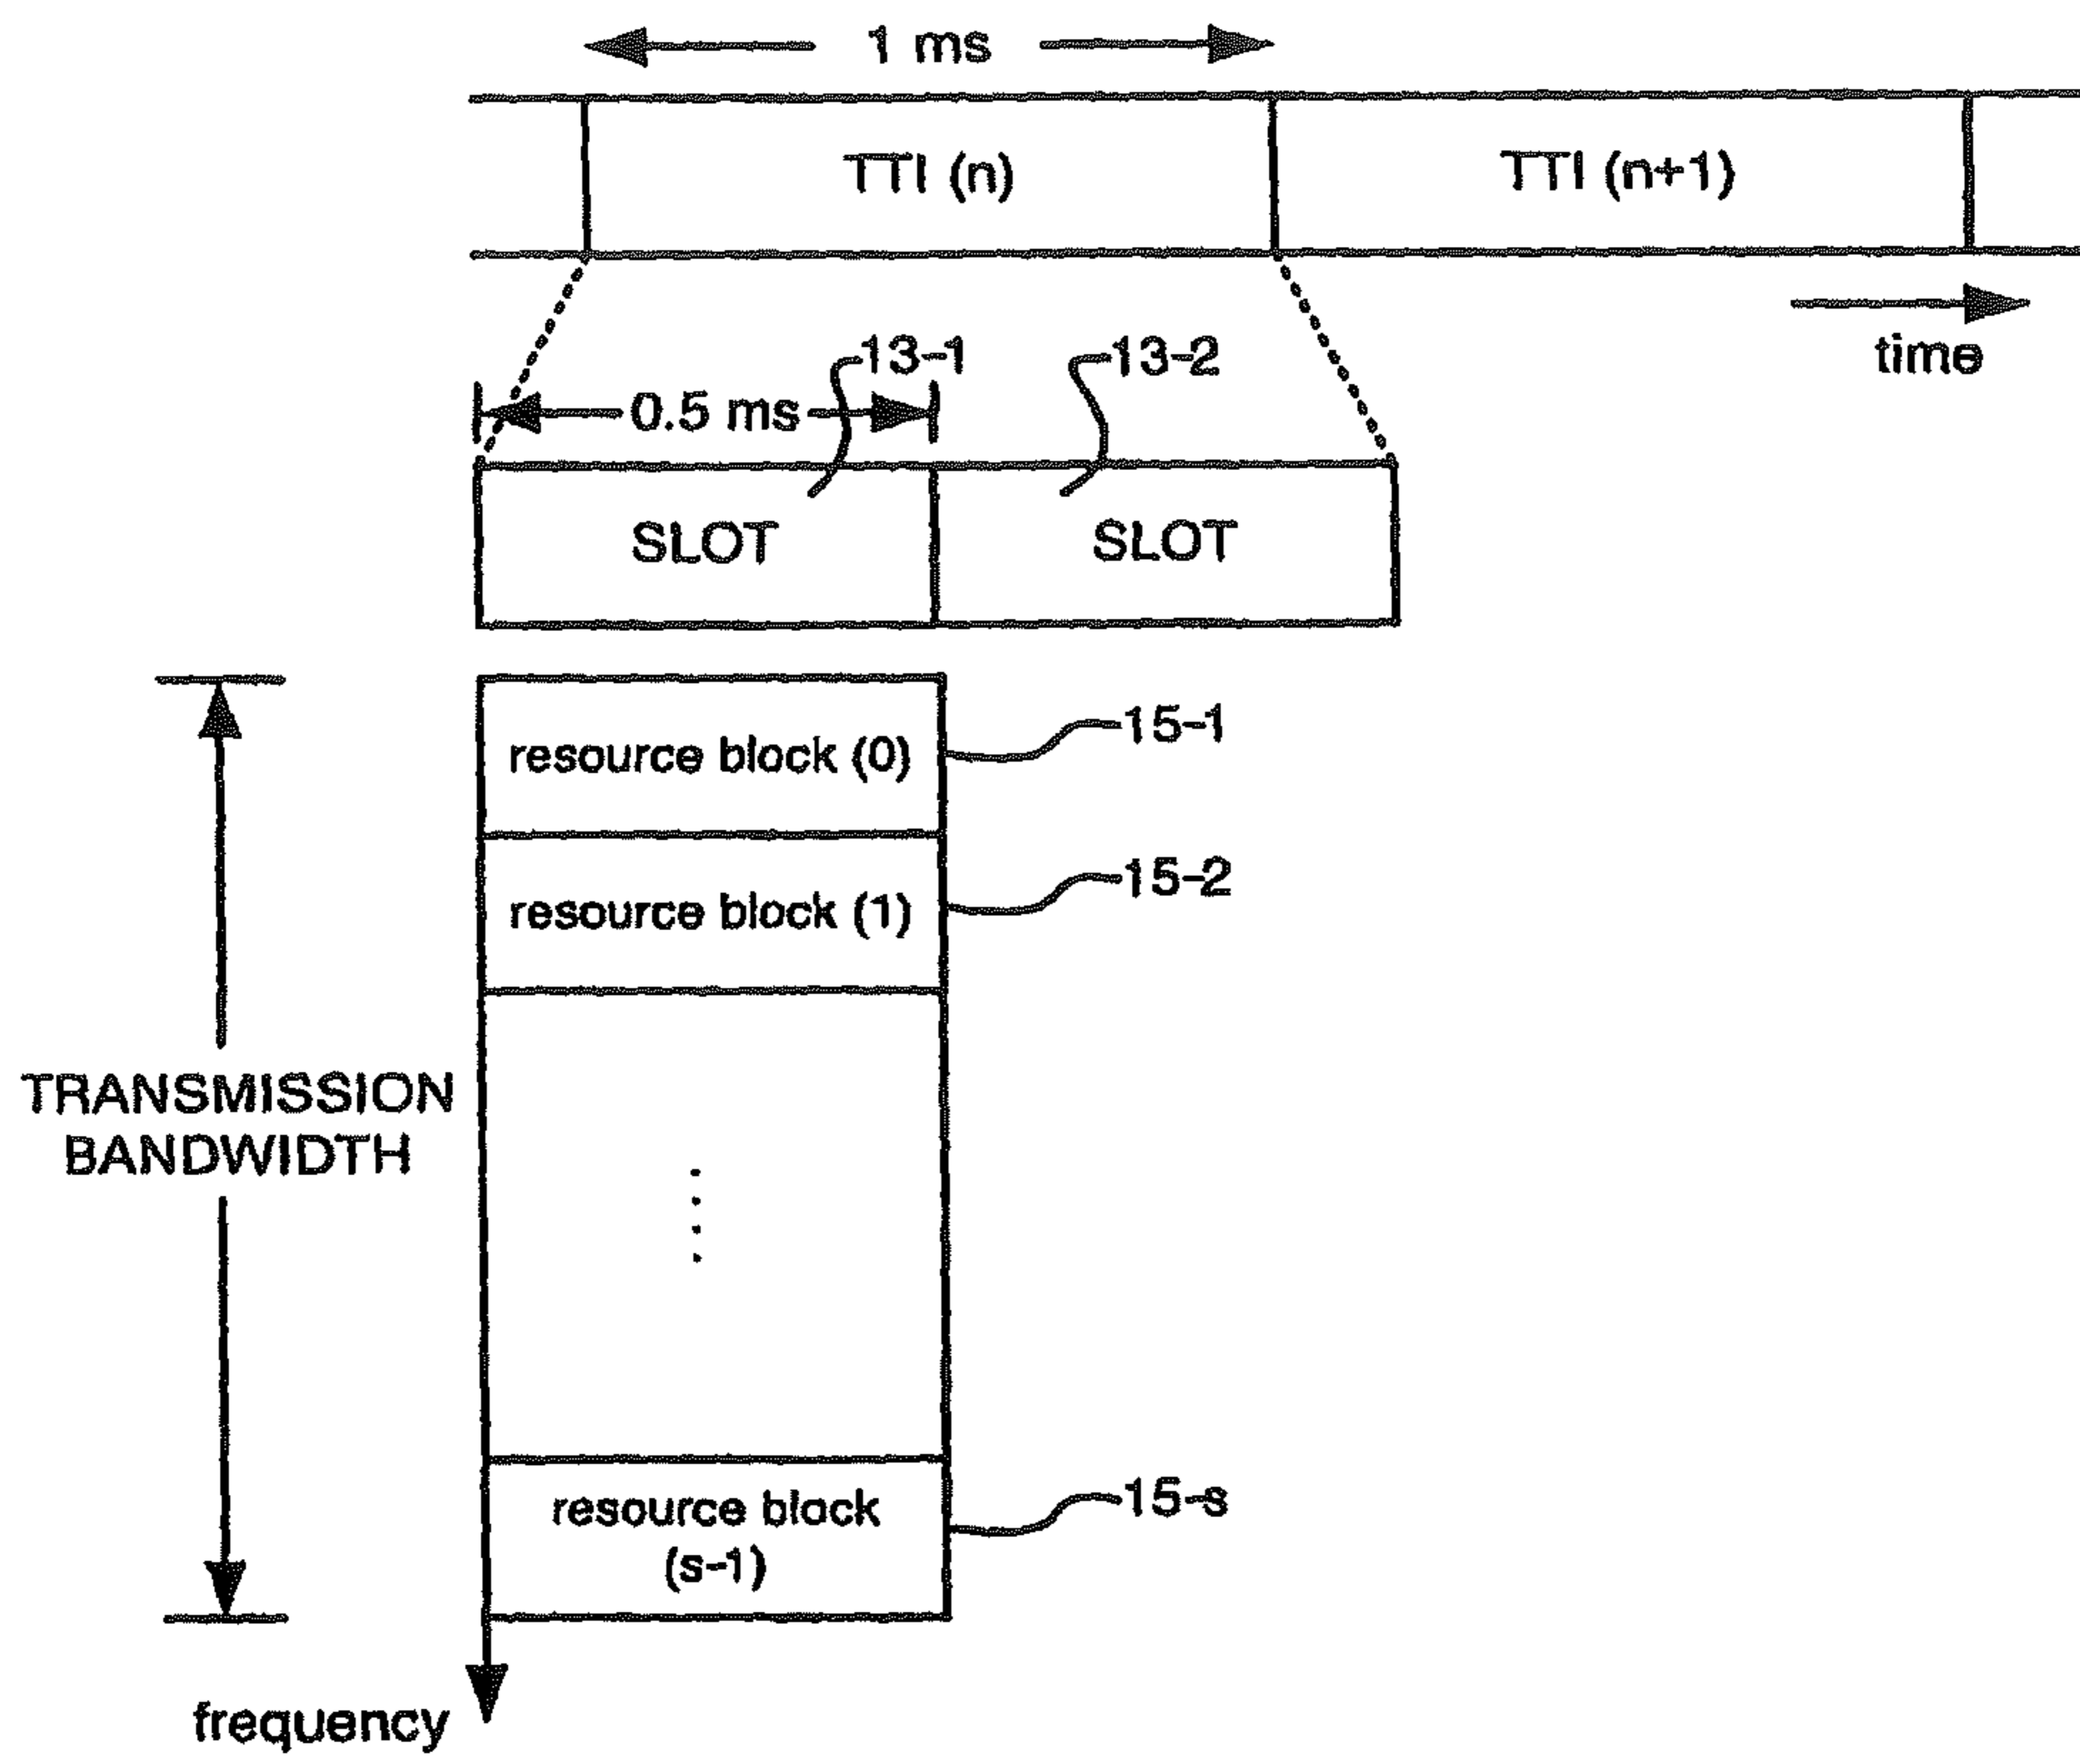 1 ms
TTI (n)
TTI (n+1)
time
13-1
13-2
0.5 ms
SLOT
SLOT
resource block (0)
15-1
resource block (1)
15-2
TRANSMISSION
BANDWIDTH
resource block
(s-1)
15-s
frequency